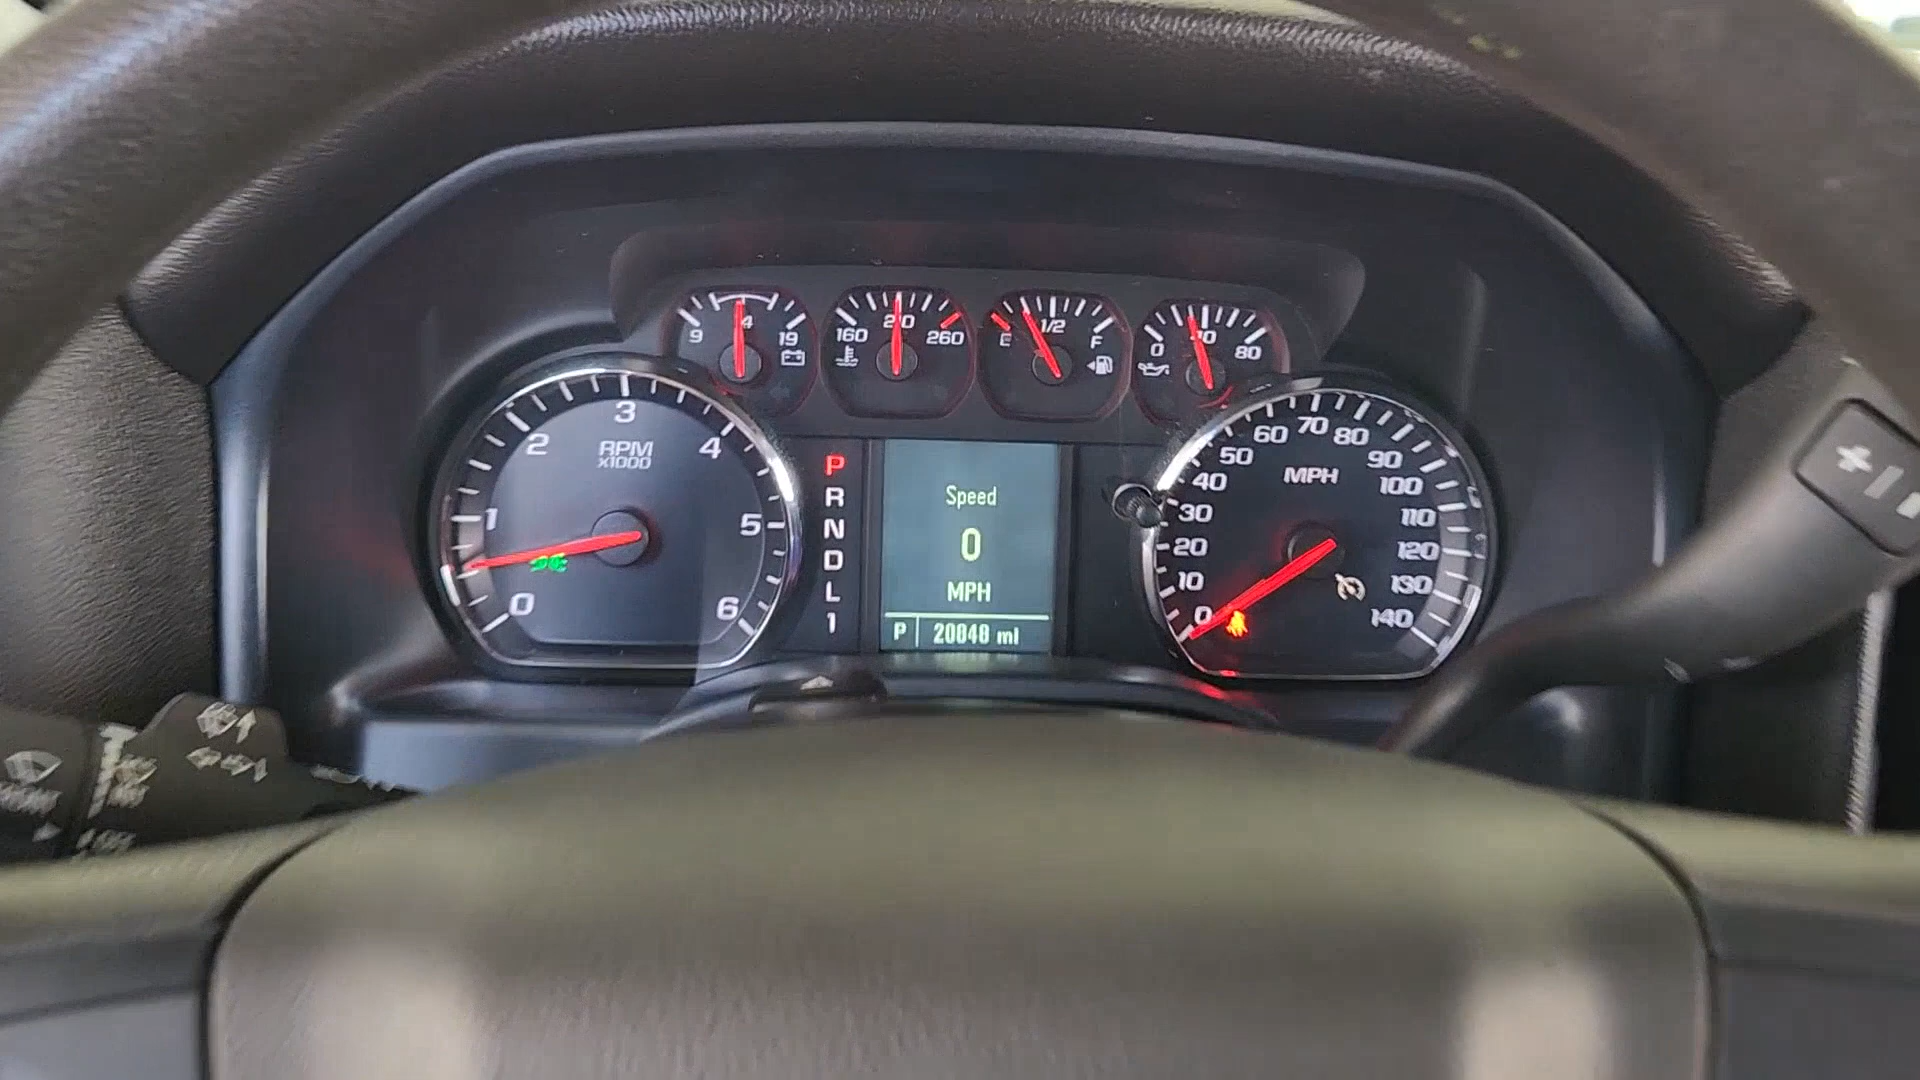 9 14 19
160 210 260
E 1/2 F
0 40 80
0 1 2 3 4 5 6
RPM
x1000
P
R
N
D
L
1
Speed
0
MPH
P 20848 mi
0 10 20 30 40 50 60 70 80 90 100 110 120 130 140
MPH
+/-